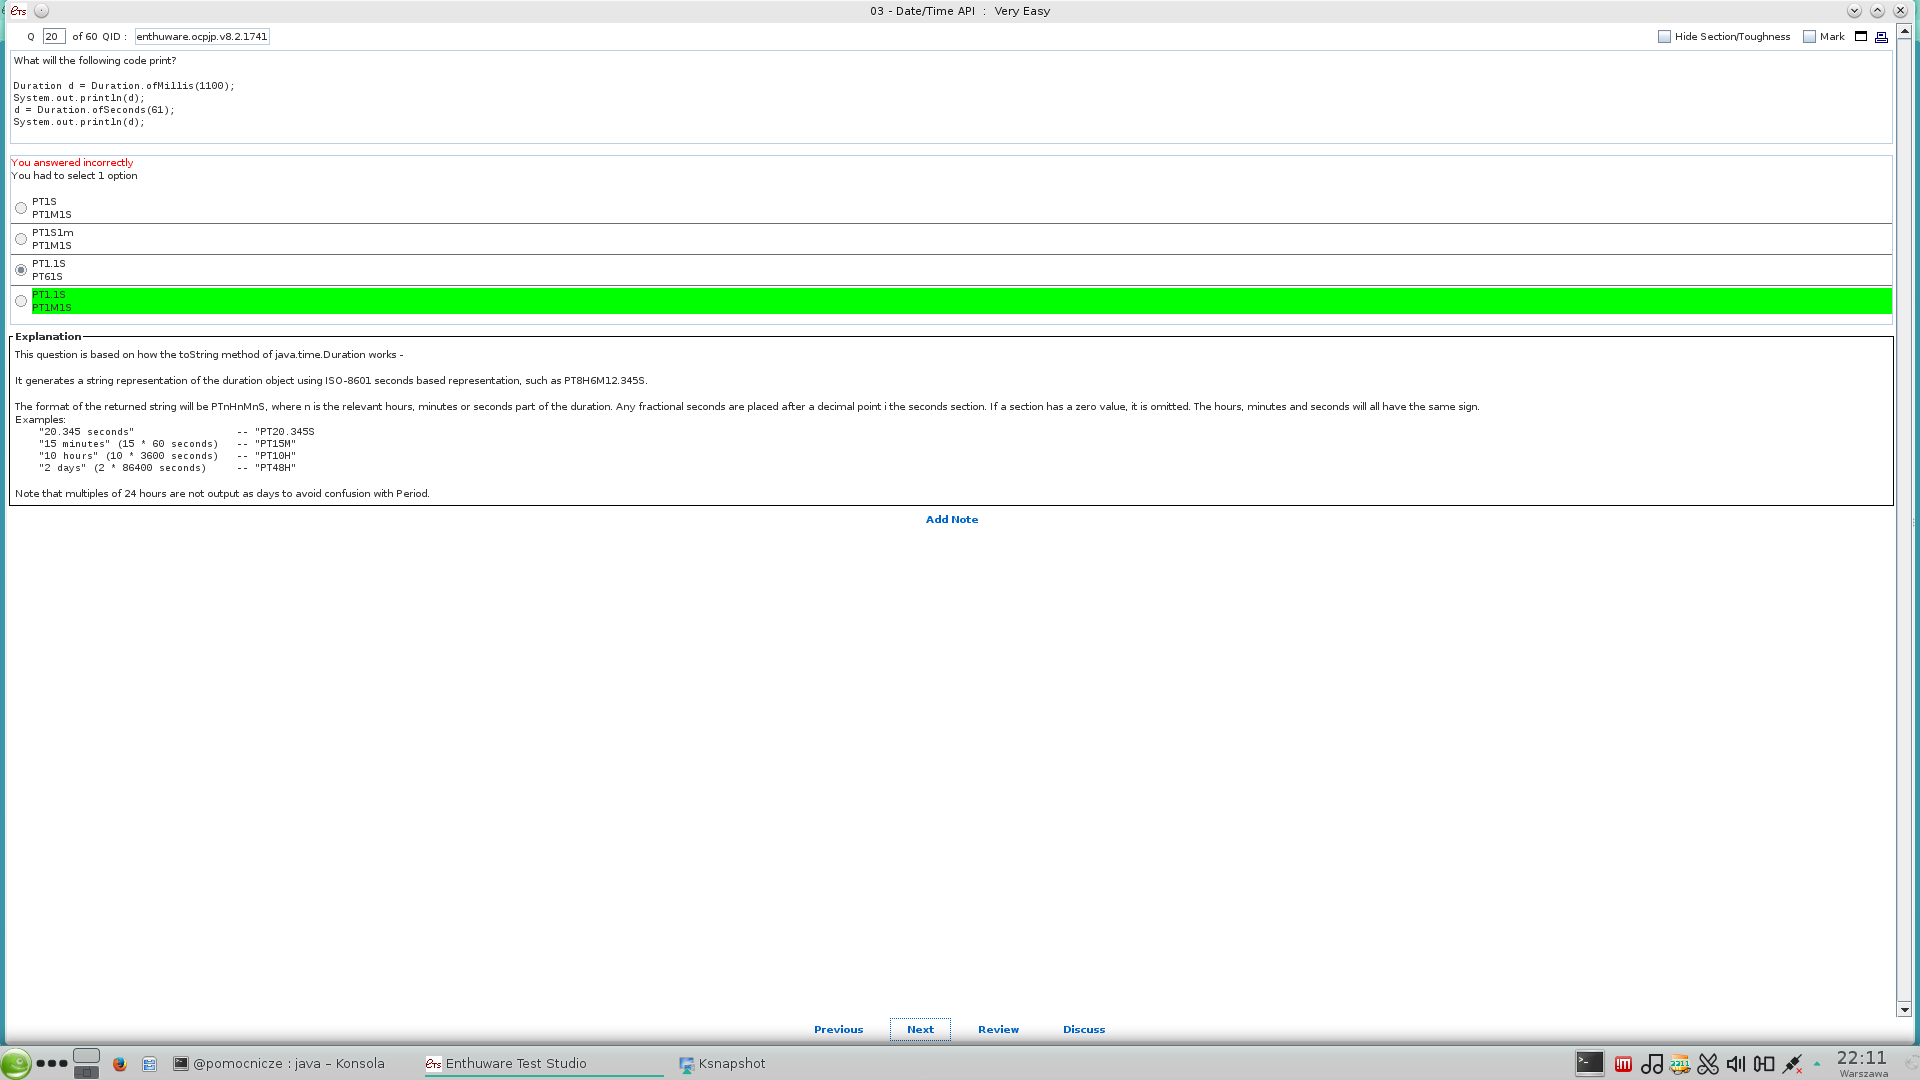 ETS
03 - Date/Time API : Very Easy
Q 20 of 60 QID : enthuware.ocpjp.v8.2.1741
Hide Section/Toughness Mark
What will the following code print?
Duration d = Duration.ofMillis(1100);
System.out.println(d);
d = Duration.ofSeconds(61);
System.out.println(d);
You answered incorrectly
You had to select 1 option
PT1S
PT1M1S
PT1S1m
PT1M1S
PT1.1S
PT61S
PT1.1S
PT1M1S
Explanation
This question is based on how the toString method of java.time.Duration works -
It generates a string representation of the duration object using ISO-8601 seconds based representation, such as PT8H6M12.345S.
The format of the returned string will be PTnHnMnS, where n is the relevant hours, minutes or seconds part of the duration. Any fractional seconds are placed after a decimal point i the seconds section. If a section has a zero value, it is omitted. The hours, minutes and seconds will all have the same sign.
Examples:
"20.345 seconds" -- "PT20.345S
"15 minutes" (15 * 60 seconds) -- "PT15M"
"10 hours" (10 * 3600 seconds) -- "PT10H"
"2 days" (2 * 86400 seconds) -- "PT48H"
Note that multiples of 24 hours are not output as days to avoid confusion with Period.
Add Note
Previous Next Review Discuss
@pomocnicze : java – Konsola ETS Enthuware Test Studio Ksnapshot 22:11
Warszawa